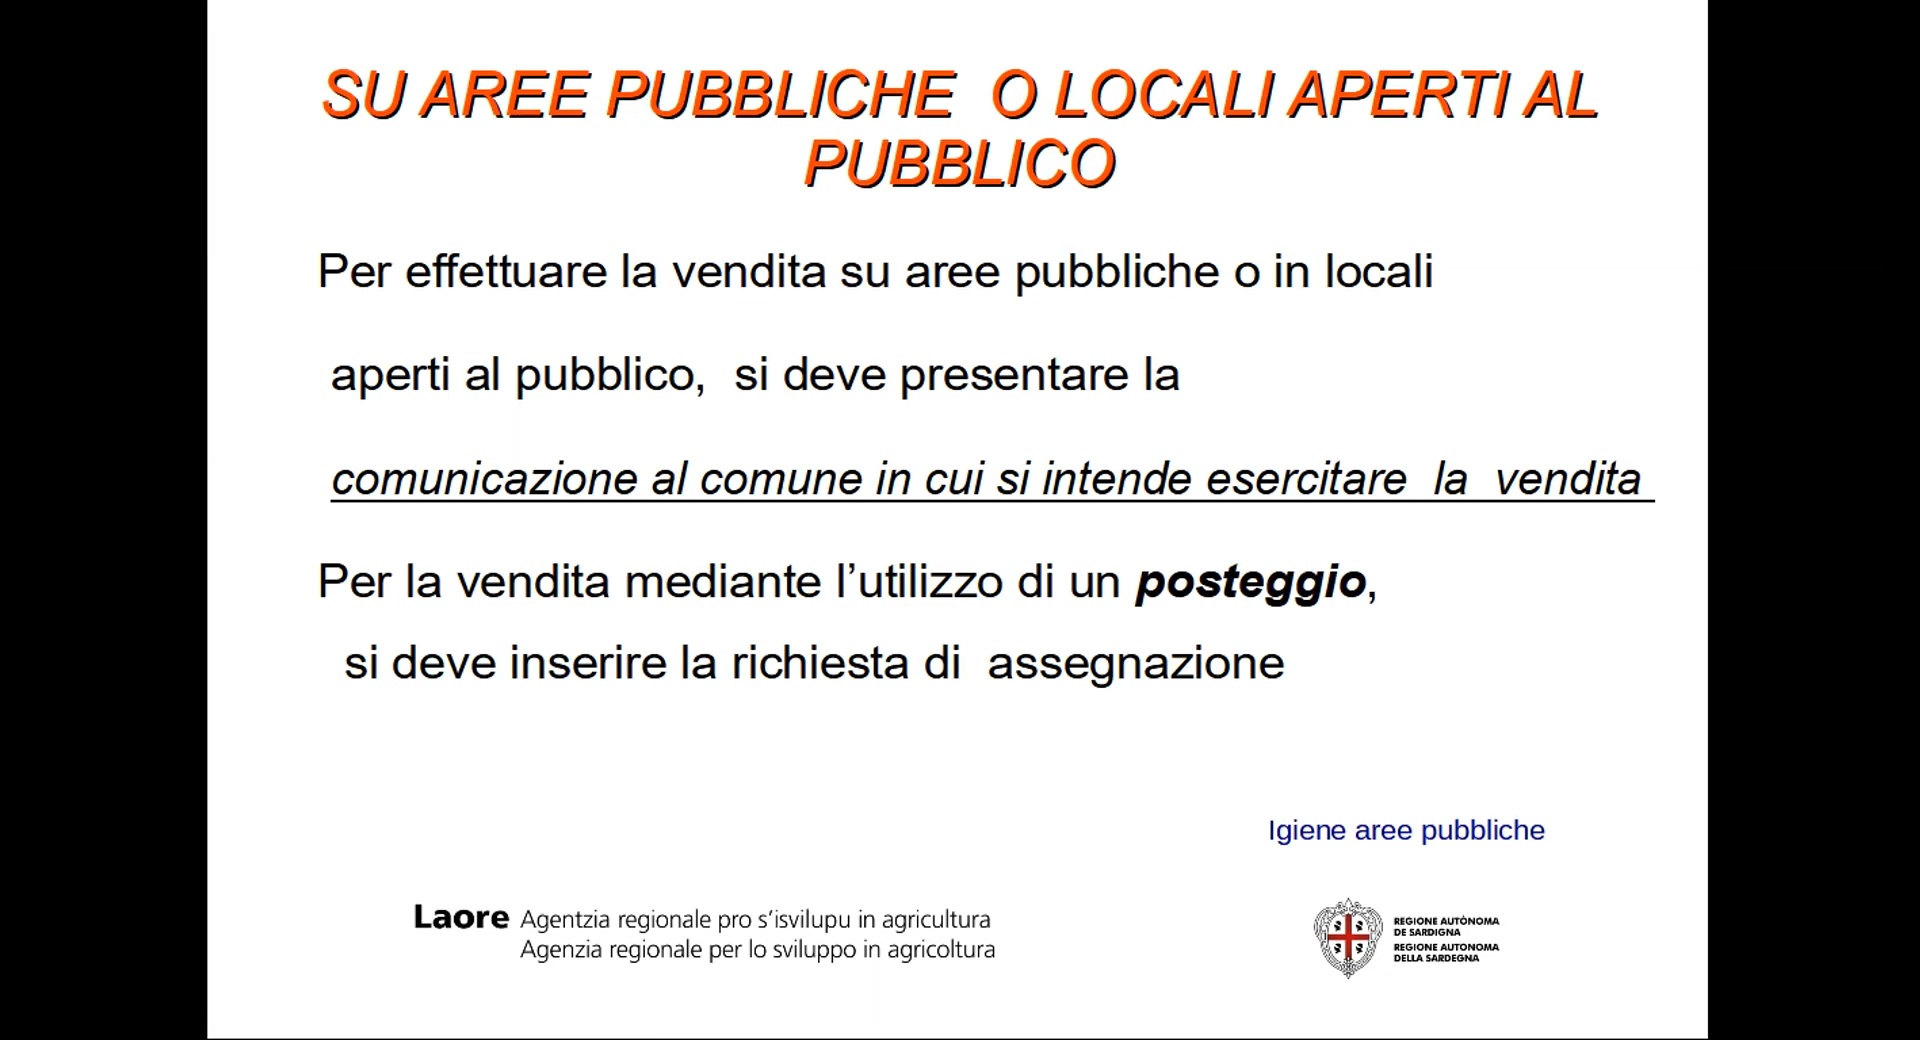 SU AREE PUBBLICHE  O LOCALI APERTI AL
PUBBLICO
Per effettuare la vendita su aree pubbliche o in locali
aperti al pubblico,  si deve presentare la
comunicazione al comune in cui si intende esercitare  la  vendita
Per la vendita mediante l’utilizzo di un posteggio,
si deve inserire la richiesta di  assegnazione
Igiene aree pubbliche
Laore Agentzia regionale pro s’isvilupu in agricultura
Agenzia regionale per lo sviluppo in agricoltura
REGIONE AUTÒNOMA
DE SARDIGNA
REGIONE AUTONOMA
DELLA SARDEGNA